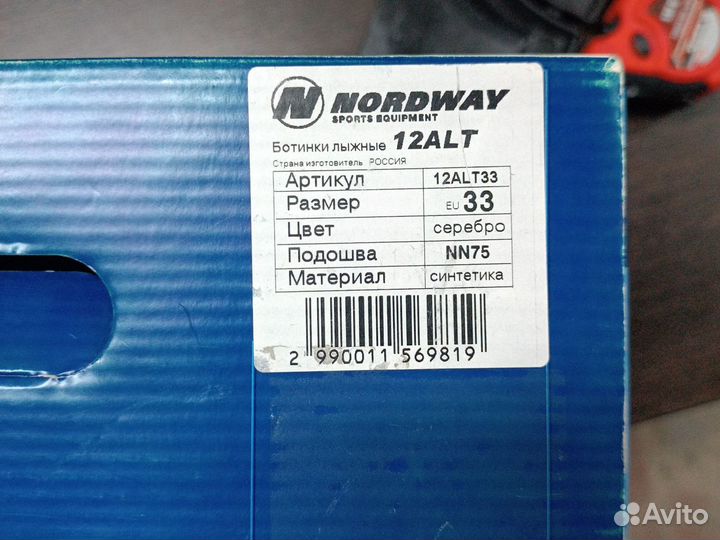 NORDWAY
SPORTS EQUIPMENT
Ботинки лыжные 12ALT
Страна изготовитель РОССИЯ
Артикул 12ALT33
Размер EU 33
Цвет серебро
Подошва NN75
Материал синтетика
2 990011 569819
Avito